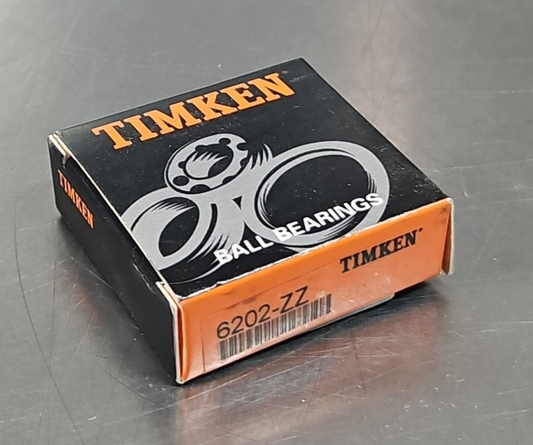 TIMKEN®
TIMKEN
BALL BEARINGS
TIMKEN®
6202-ZZ